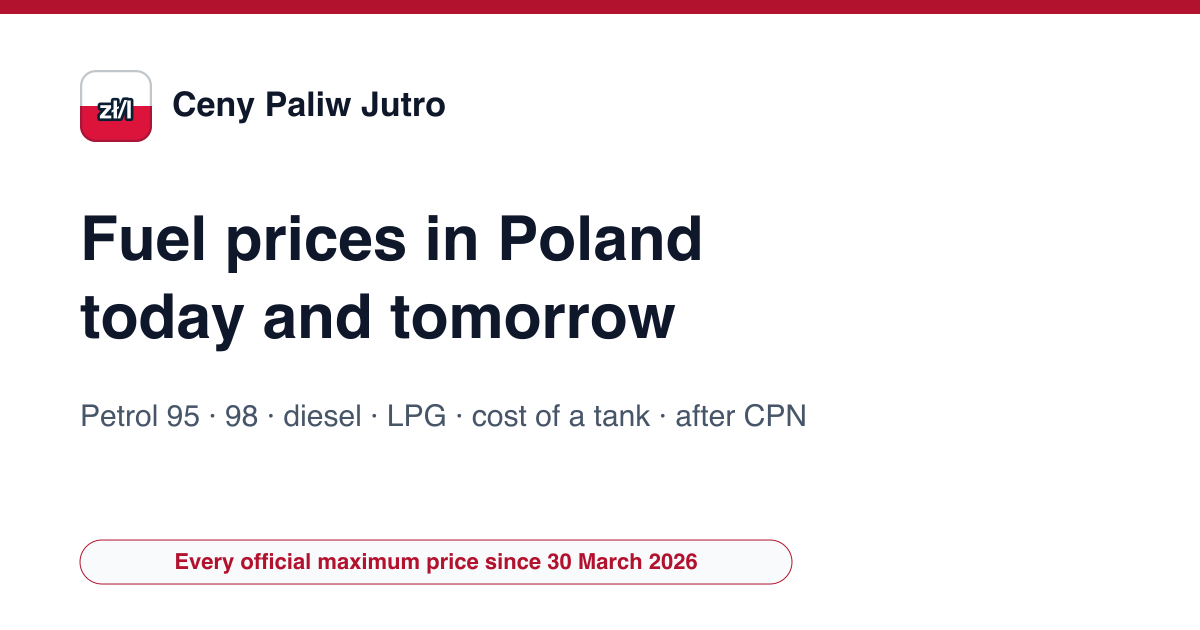 zł/l
Ceny Paliw Jutro
Fuel prices in Poland
today and tomorrow
Petrol 95 · 98 · diesel · LPG · cost of a tank · after CPN
Every official maximum price since 30 March 2026